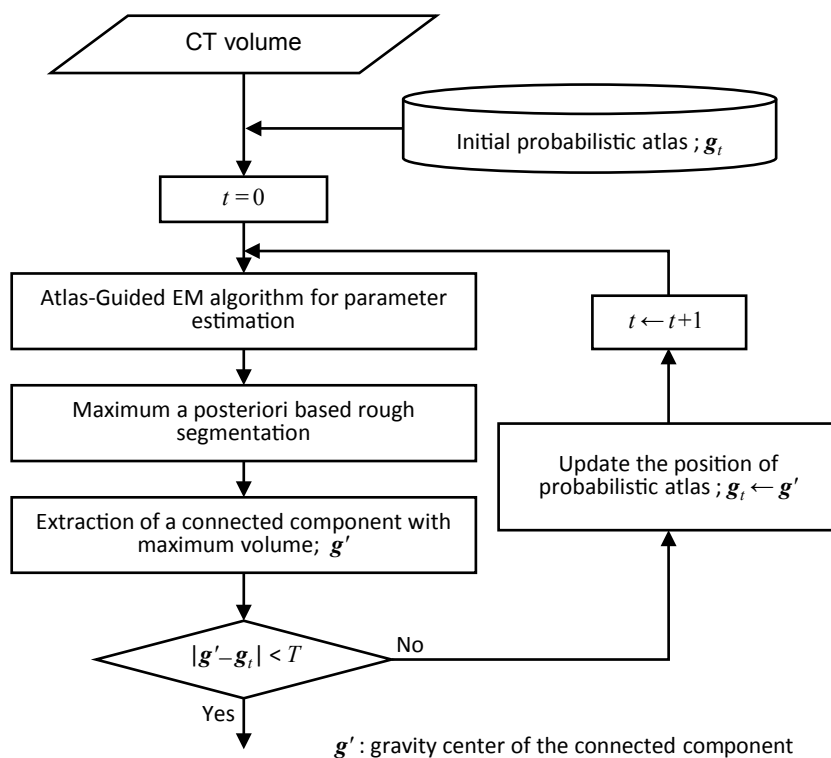 CT volume
Initial probabilistic atlas ; g_t
t = 0
Atlas-Guided EM algorithm for parameter
estimation
t ← t+1
Maximum a posteriori based rough
segmentation
Update the position of
probabilistic atlas ; g_t ← g′
Extraction of a connected component with
maximum volume; g′
|g′–g_t| < T
No
Yes
g′ : gravity center of the connected component